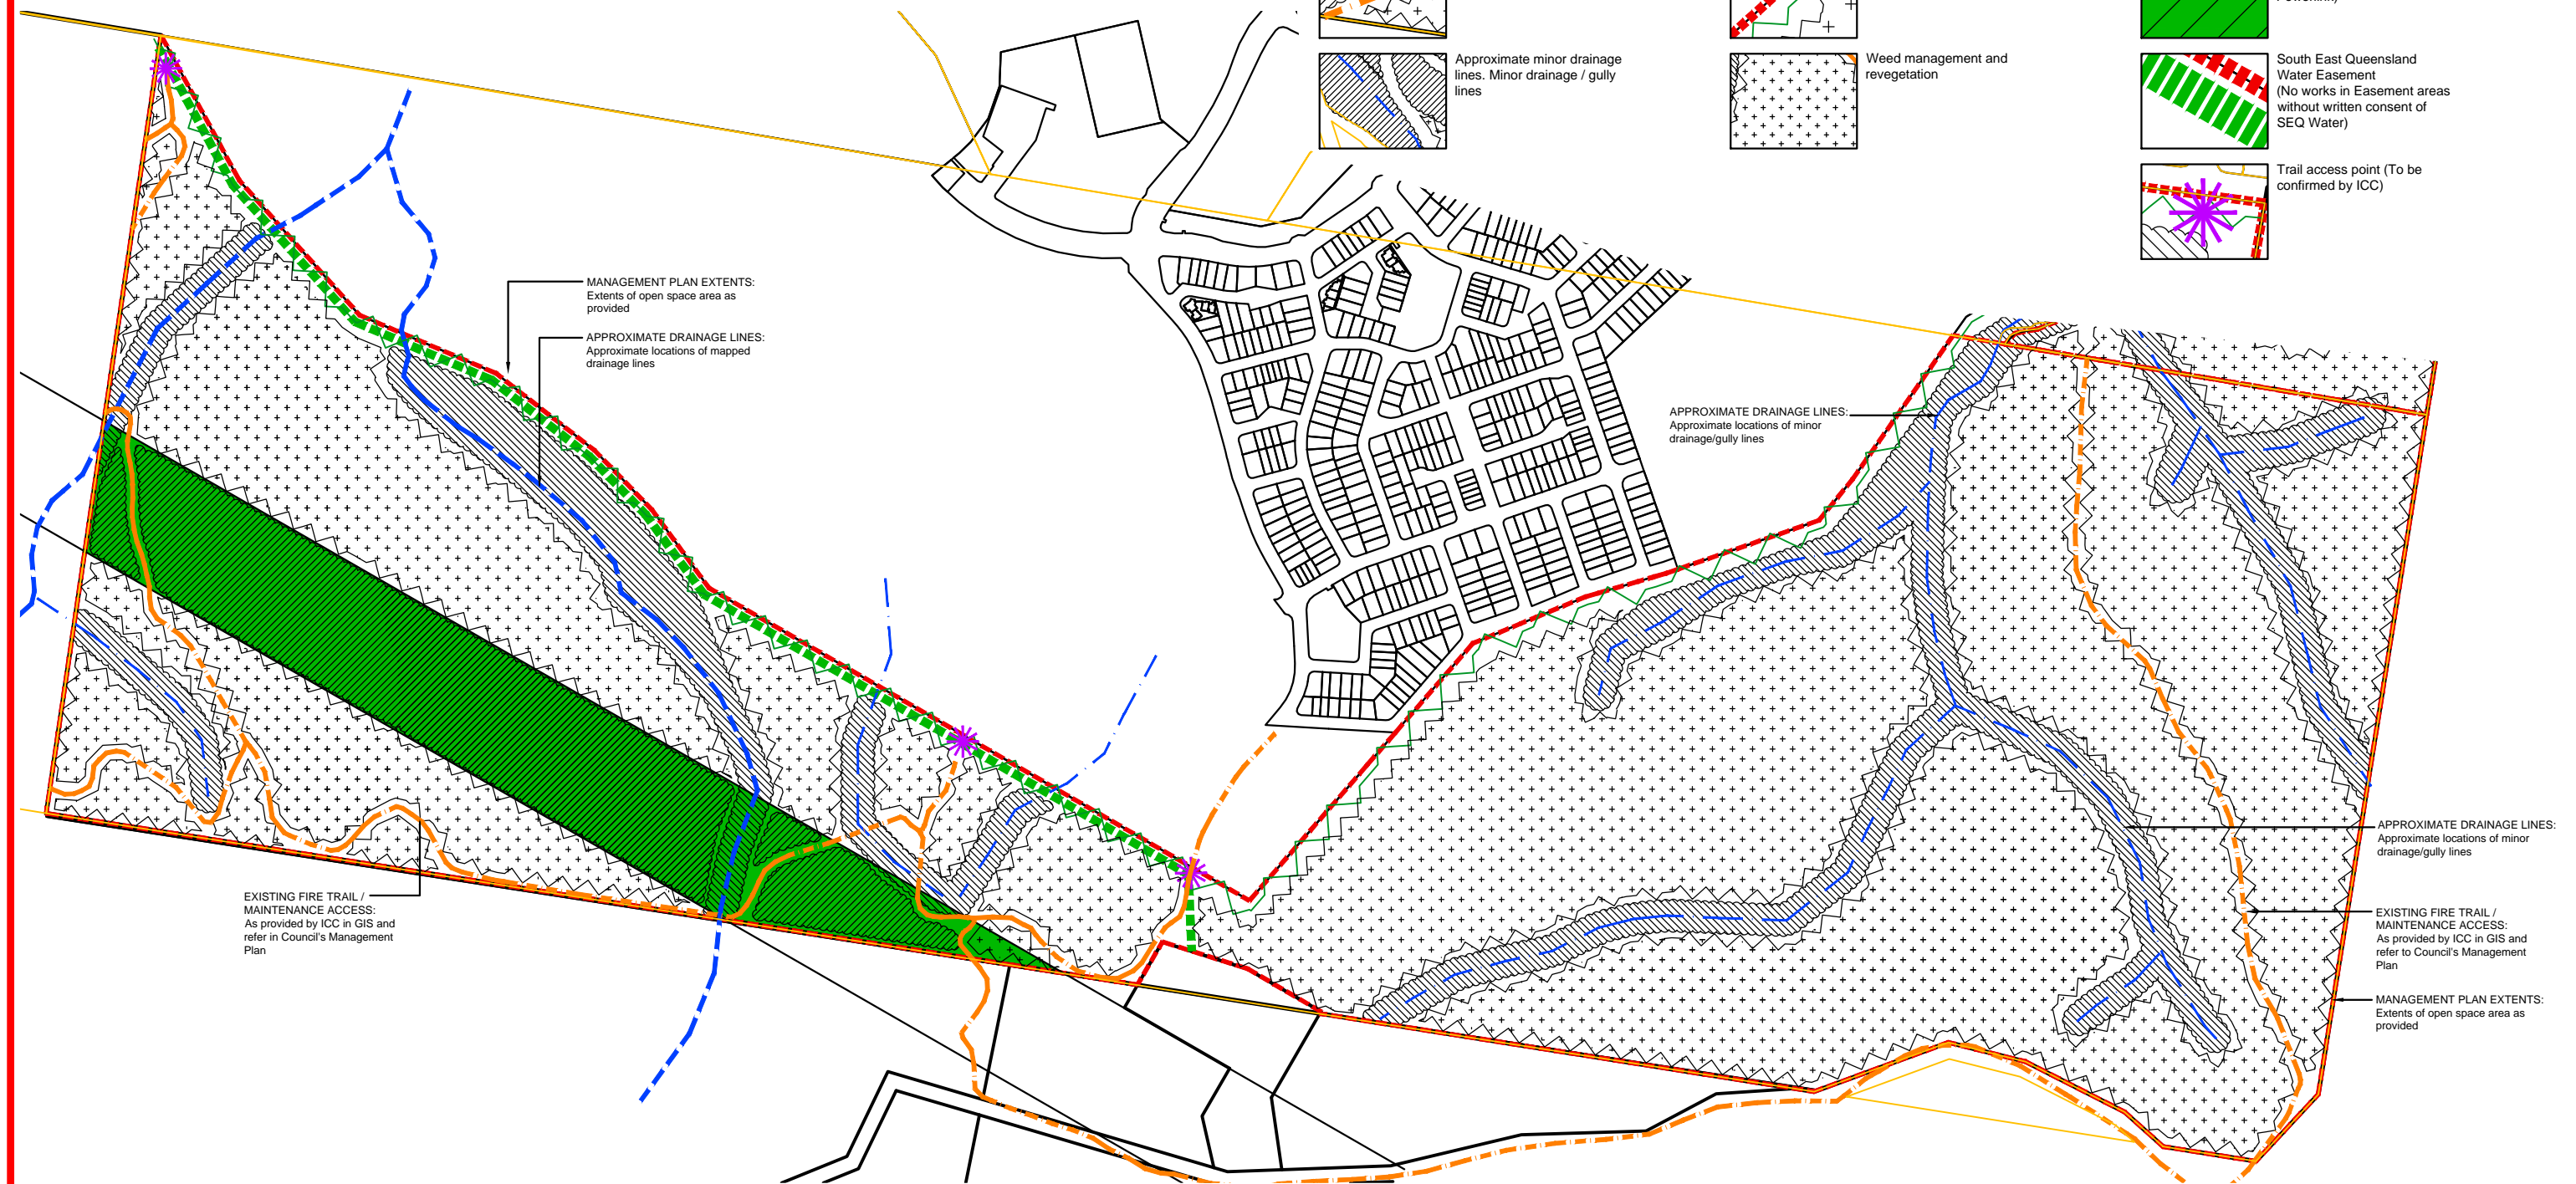 Approximate minor drainage
lines. Minor drainage / gully
lines
Weed management and
revegetation
South East Queensland
Water Easement
(No works in Easement areas
without written consent of
SEQ Water)
Trail access point (To be
confirmed by ICC)
MANAGEMENT PLAN EXTENTS:
Extents of open space area as
provided
APPROXIMATE DRAINAGE LINES:
Approximate locations of mapped
drainage lines
APPROXIMATE DRAINAGE LINES:
Approximate locations of minor
drainage/gully lines
APPROXIMATE DRAINAGE LINES:
Approximate locations of minor
drainage/gully lines
EXISTING FIRE TRAIL /
MAINTENANCE ACCESS:
As provided by ICC in GIS and
refer in Council's Management
Plan
EXISTING FIRE TRAIL /
MAINTENANCE ACCESS:
As provided by ICC in GIS and
refer to Council's Management
Plan
MANAGEMENT PLAN EXTENTS:
Extents of open space area as
provided